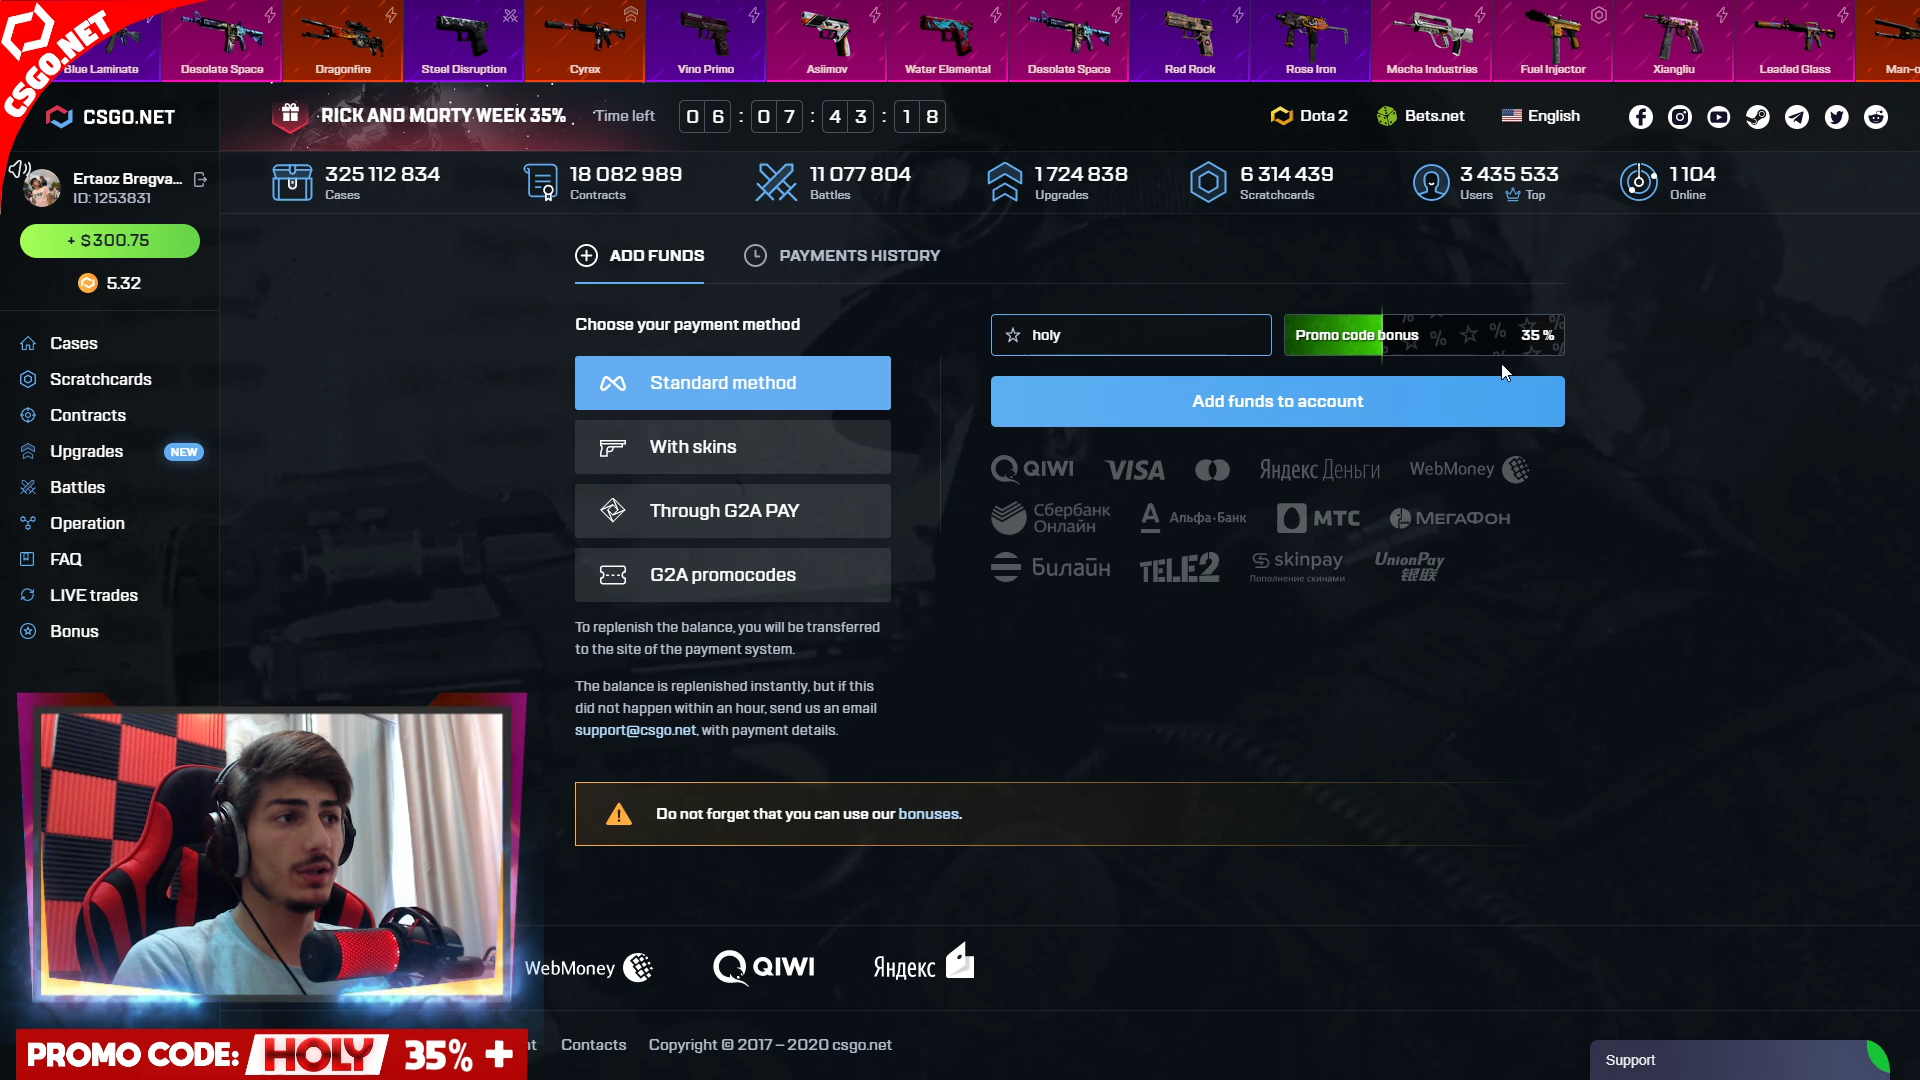 CSGO.NET
Blue Laminate
Desolate Space
Dragonfire
Steel Disruption
Cyrex
Vino Primo
Asiimov
Water Elemental
Desolate Space
Red Rock
Rose Iron
Mecha Industries
Fuel Injector
Xiangliu
Leaded Glass
Man-o
CSGO.NET
RICK AND MORTY WEEK 35%
Time left
06 : 07 : 43 : 18
Dota 2
Bets.net
English
Ertaoz Bregva...
ID: 1253831
+ $300.75
5.32
325 112 834
Cases
18 082 989
Contracts
11 077 804
Battles
1 724 838
Upgrades
6 314 439
Scratchcards
3 435 533
Users Top
1 104
Online
Cases
Scratchcards
Contracts
Upgrades NEW
Battles
Operation
FAQ
LIVE trades
Bonus
ADD FUNDS
PAYMENTS HISTORY
Choose your payment method
Standard method
With skins
Through G2A PAY
G2A promocodes
To replenish the balance, you will be transferred
to the site of the payment system.
The balance is replenished instantly, but if this
did not happen within an hour, send us an email
support@csgo.net, with payment details.
holy
Promo code bonus 35 %
Add funds to account
QIWI VISA Яндекс Деньги WebMoney
Сбербанк
Онлайн
Альфа-Банк МТС МЕГАФОН
Билайн TELE2 skinpay
Пополнение скинами
UnionPay
银联
Do not forget that you can use our bonuses.
WebMoney QIWI Яндекс
nt Contacts Copyright © 2017 – 2020 csgo.net
PROMO CODE: HOLY 35% +
Support